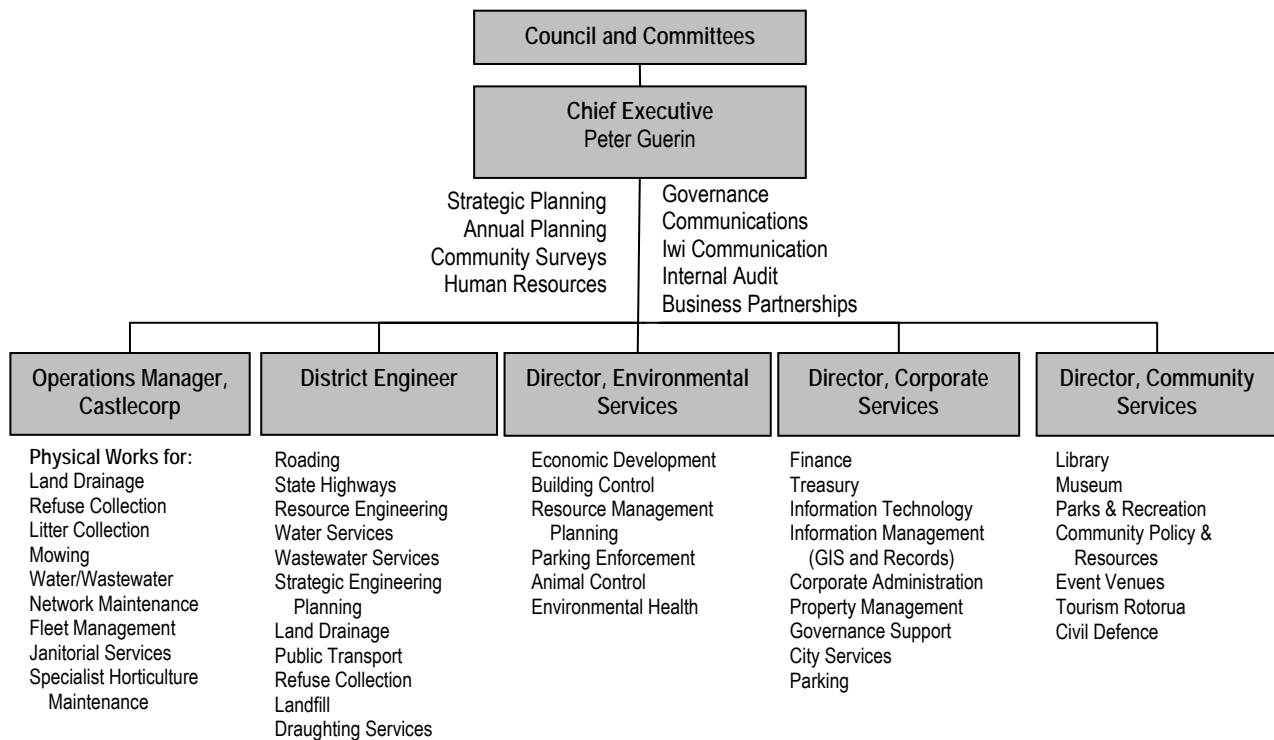 Council and Committees
Chief Executive
Peter Guerin
Strategic Planning
Annual Planning
Community Surveys
Human Resources
Governance
Communications
Iwi Communication
Internal Audit
Business Partnerships
Operations Manager,
Castlecorp
Physical Works for:
Land Drainage
Refuse Collection
Litter Collection
Mowing
Water/Wastewater
Network Maintenance
Fleet Management
Janitorial Services
Specialist Horticulture
Maintenance
District Engineer
Roading
State Highways
Resource Engineering
Water Services
Wastewater Services
Strategic Engineering
Planning
Land Drainage
Public Transport
Refuse Collection
Landfill
Draughting Services
Director, Environmental
Services
Economic Development
Building Control
Resource Management
Planning
Parking Enforcement
Animal Control
Environmental Health
Director, Corporate
Services
Finance
Treasury
Information Technology
Information Management
(GIS and Records)
Corporate Administration
Property Management
Governance Support
City Services
Parking
Director, Community
Services
Library
Museum
Parks & Recreation
Community Policy &
Resources
Event Venues
Tourism Rotorua
Civil Defence